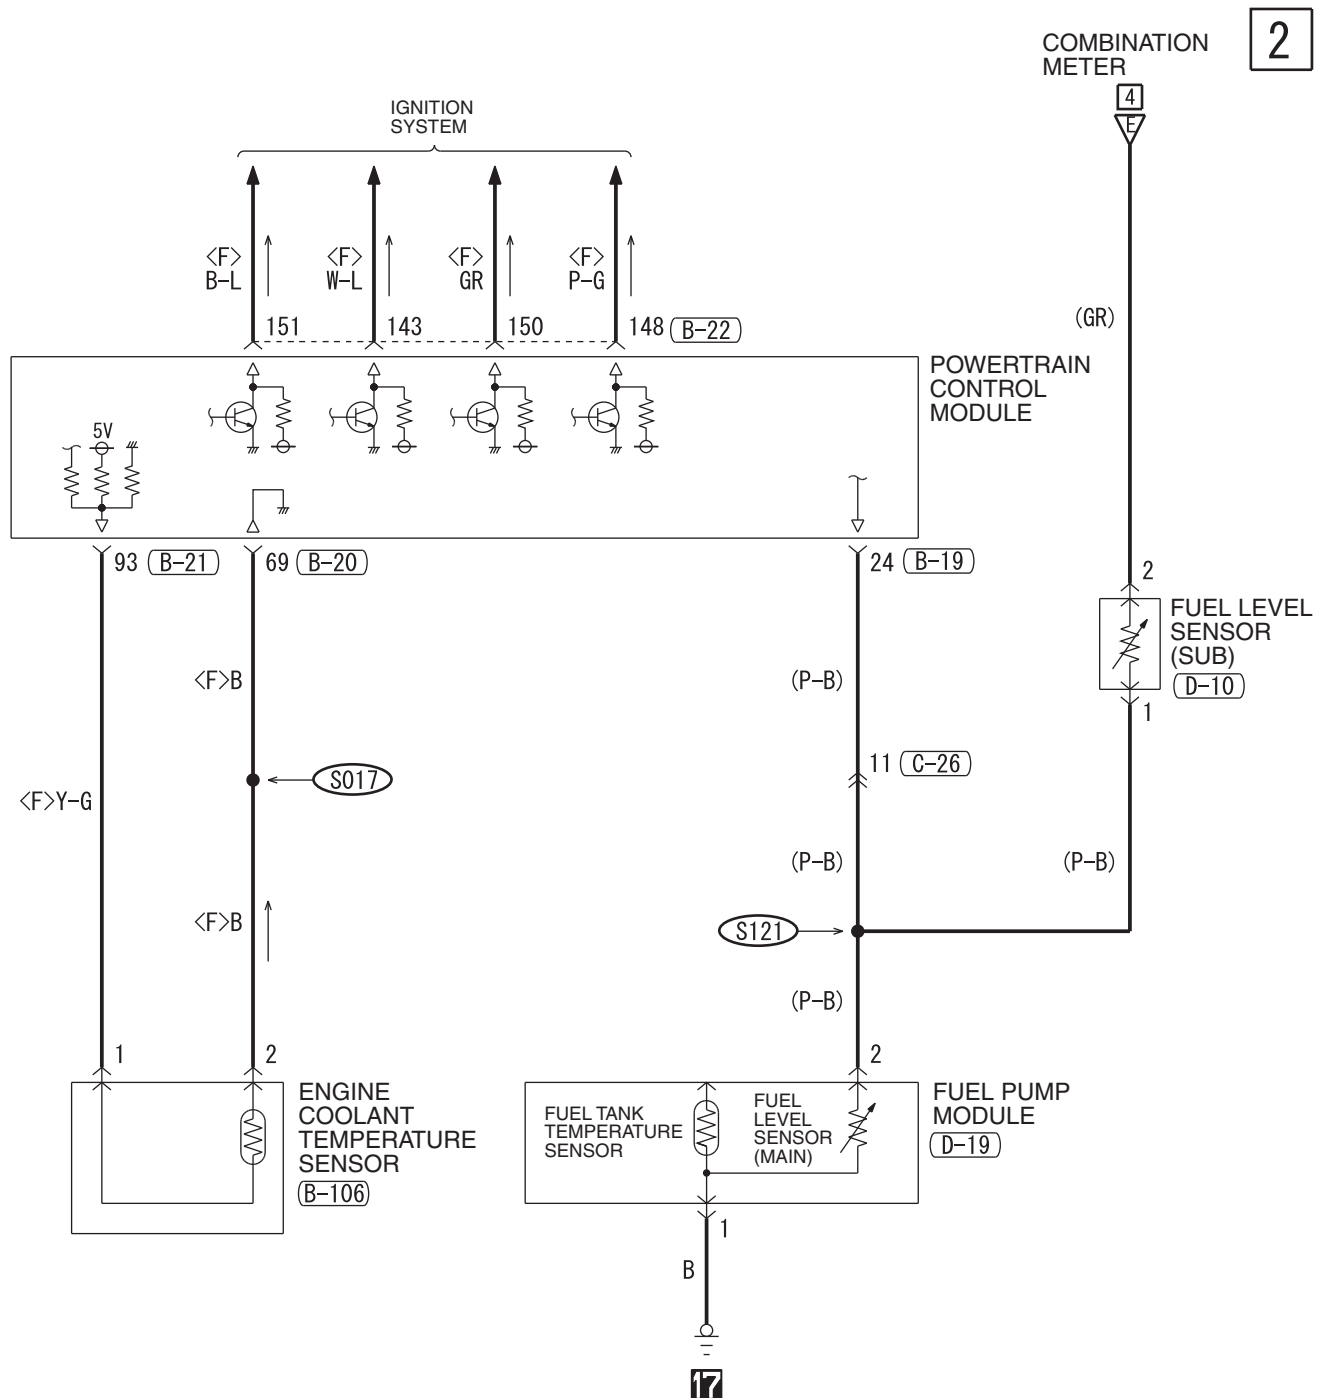 2
COMBINATION
METER
4
E
IGNITION
SYSTEM
<F>
B-L
<F>
W-L
<F>
GR
<F>
P-G
(GR)
151
143
150
148
B-22
POWERTRAIN
CONTROL
MODULE
5V
93
B-21
69
B-20
24
B-19
2
FUEL LEVEL
SENSOR
(SUB)
D-10
1
<F>B
(P-B)
11
C-26
S017
<F>Y-G
(P-B)
(P-B)
<F>B
S121
(P-B)
1
2
2
ENGINE
COOLANT
TEMPERATURE
SENSOR
B-106
FUEL TANK
TEMPERATURE
SENSOR
FUEL
LEVEL
SENSOR
(MAIN)
FUEL PUMP
MODULE
D-19
1
B
17